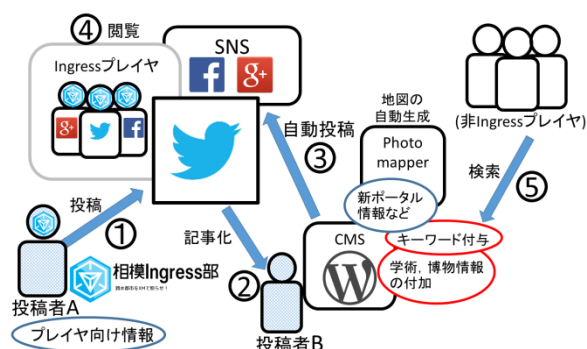 ④ 閲覧
SNS
Ingressプレイヤ
f
g+
g+
f
地図の
自動生成
Photo
mapper
(非Ingressプレイヤ)
自動投稿
③
検索
⑤
新ポータル
情報など
投稿
①
記事化
②
CMS
キーワード付与
学術, 博物情報
の付加
相模Ingress部
投稿者A
プレイヤ向け情報
投稿者B